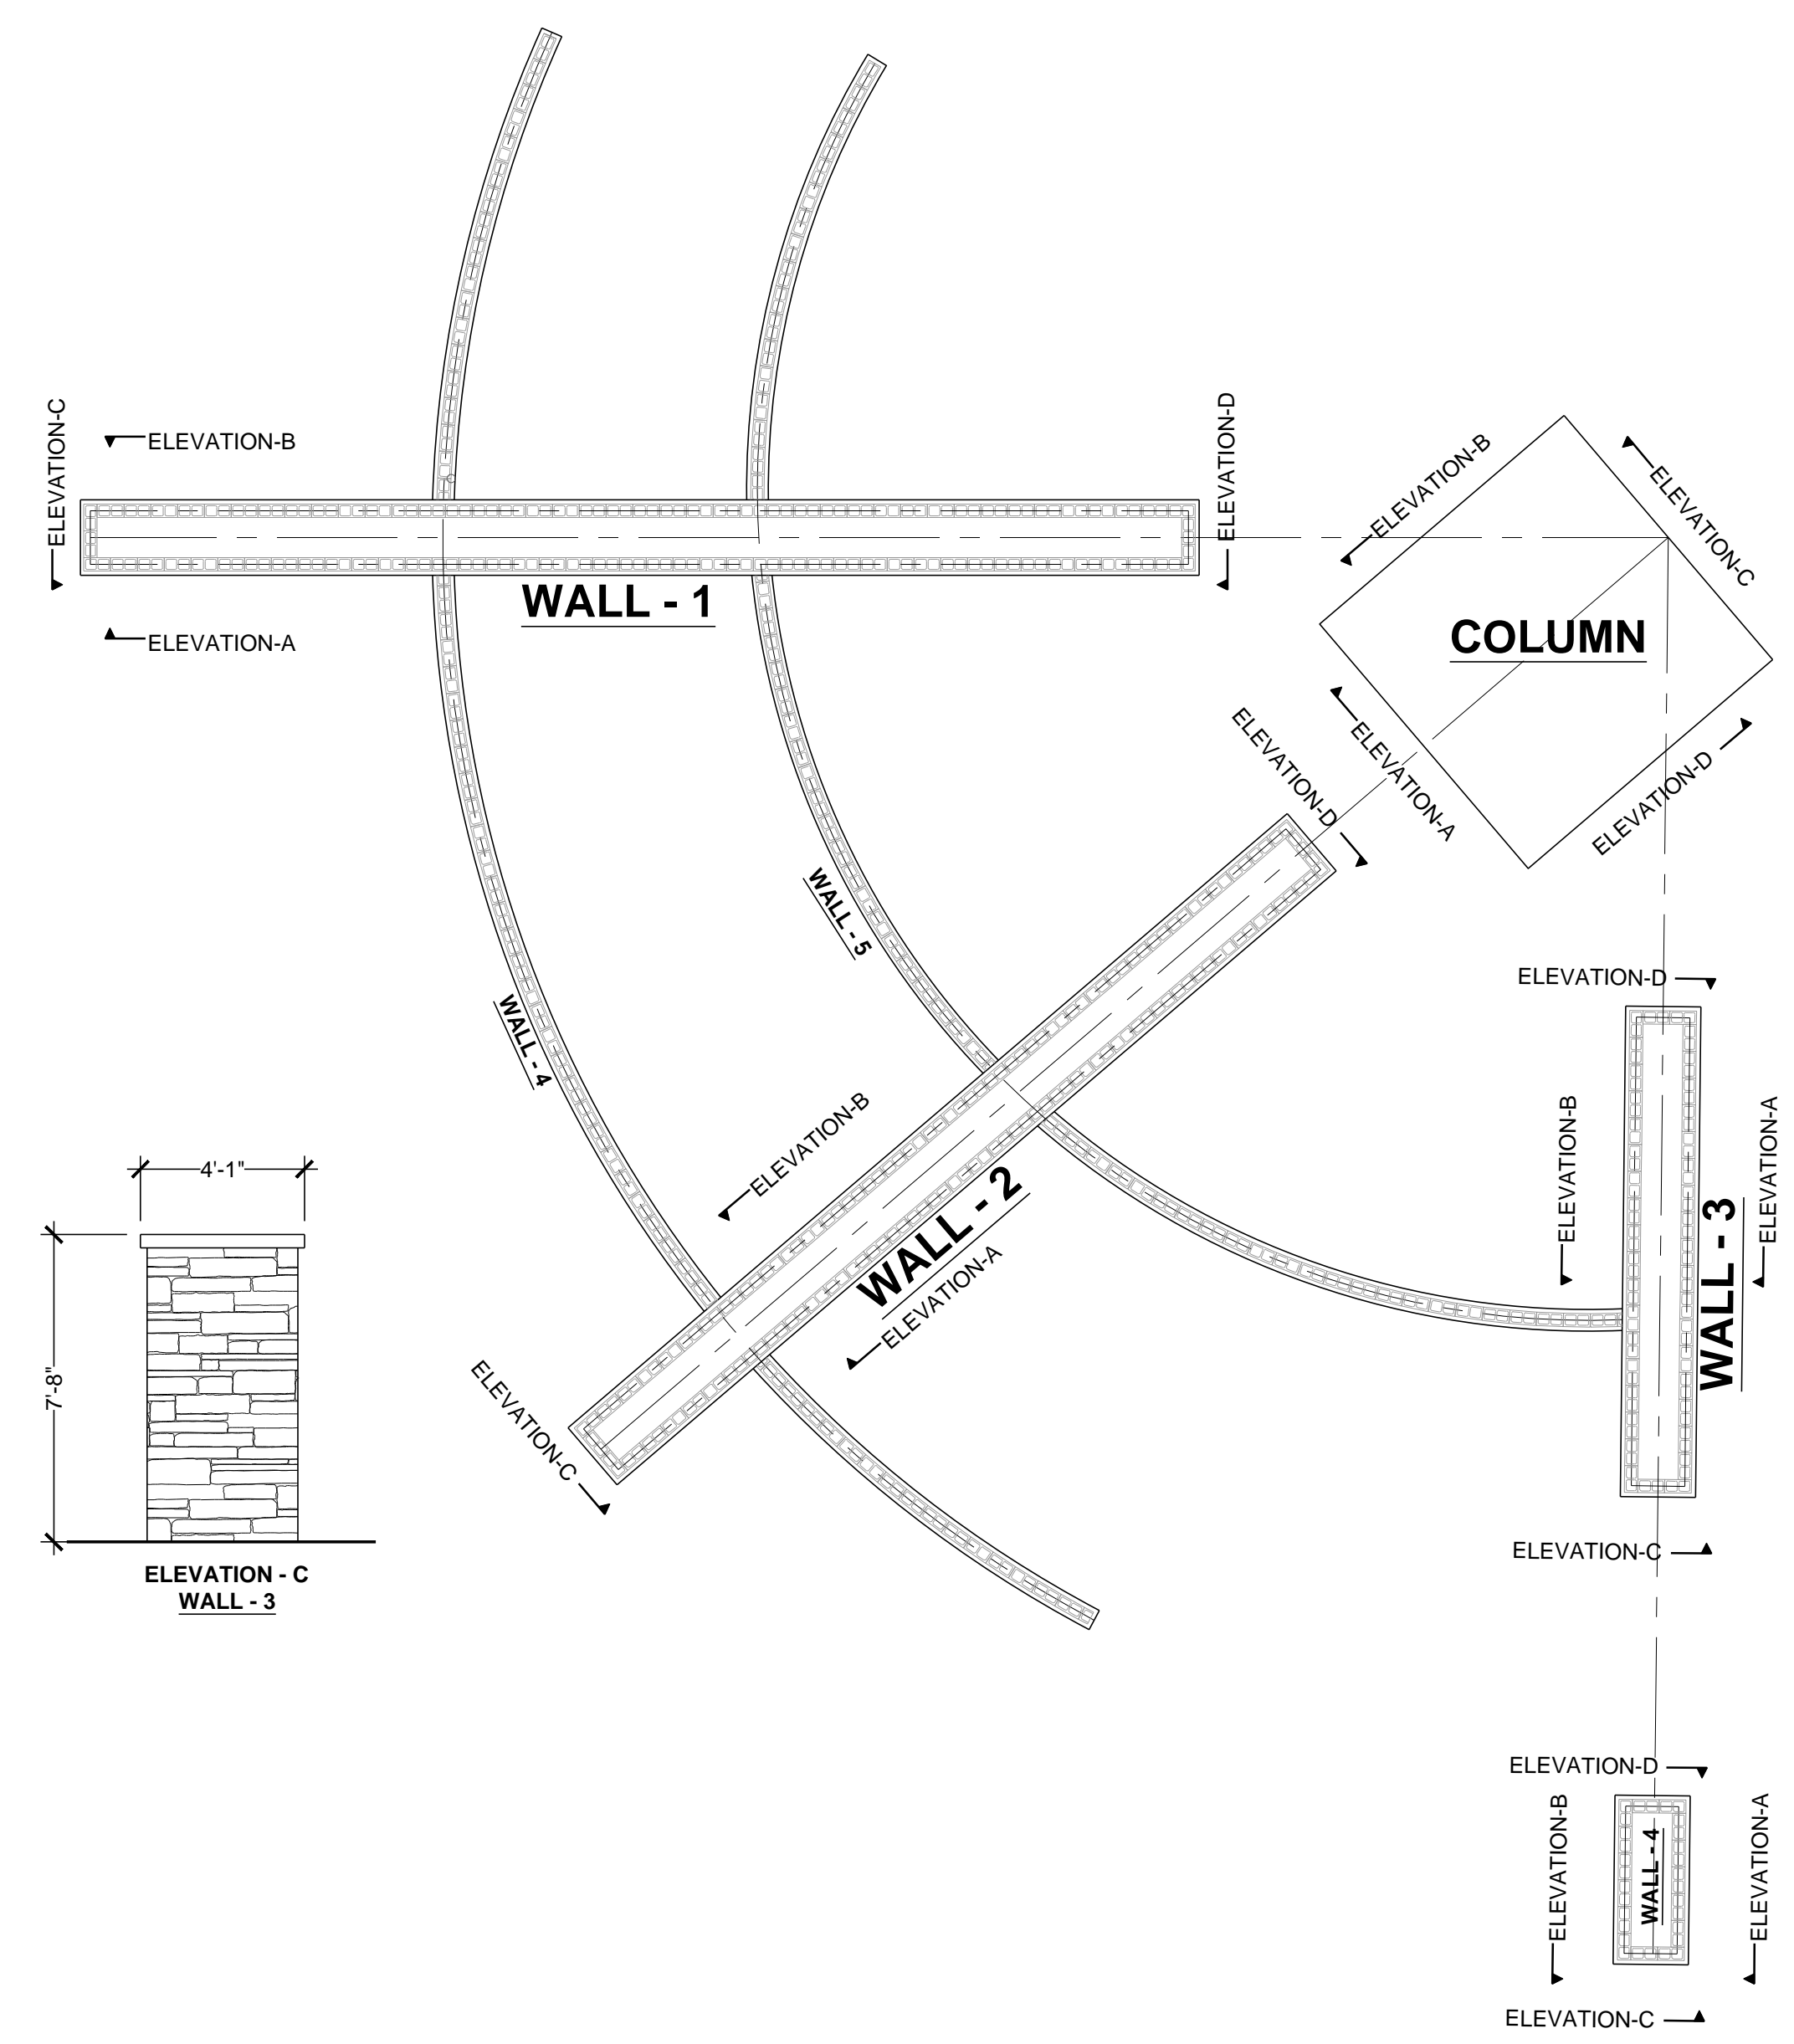 ELEVATION-C
ELEVATION-B
ELEVATION-A
WALL - 1
ELEVATION-D
ELEVATION-B
ELEVATION-C
COLUMN
ELEVATION-A
ELEVATION-D
ELEVATION-D
WALL - 5
WALL - 4
ELEVATION-B
WALL - 2
ELEVATION-A
ELEVATION-C
ELEVATION-D
ELEVATION-B
WALL - 3
ELEVATION-A
ELEVATION-C
4'-1"
7'-8"
ELEVATION - C
WALL - 3
ELEVATION-D
ELEVATION-B
WALL - 4
ELEVATION-A
ELEVATION-C